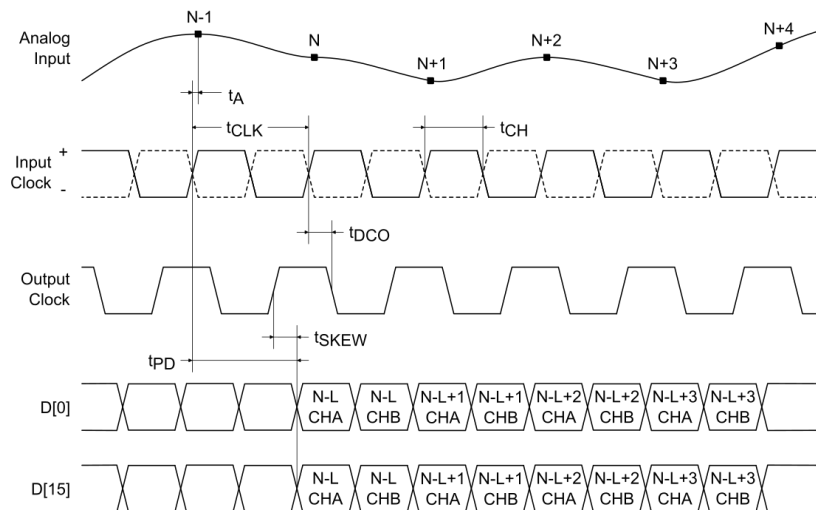 N-1
N
N+1
N+2
N+3
N+4
Analog
Input
tA
tCLK
tCH
Input
Clock
+
-
tDCO
Output
Clock
tSKEW
tPD
D[0]
N-L N-L N-L+1 N-L+1 N-L+2 N-L+2 N-L+3 N-L+3
CHA CHB CHA CHB CHA CHB CHA CHB
D[15]
N-L N-L N-L+1 N-L+1 N-L+2 N-L+2 N-L+3 N-L+3
CHA CHB CHA CHB CHA CHB CHA CHB